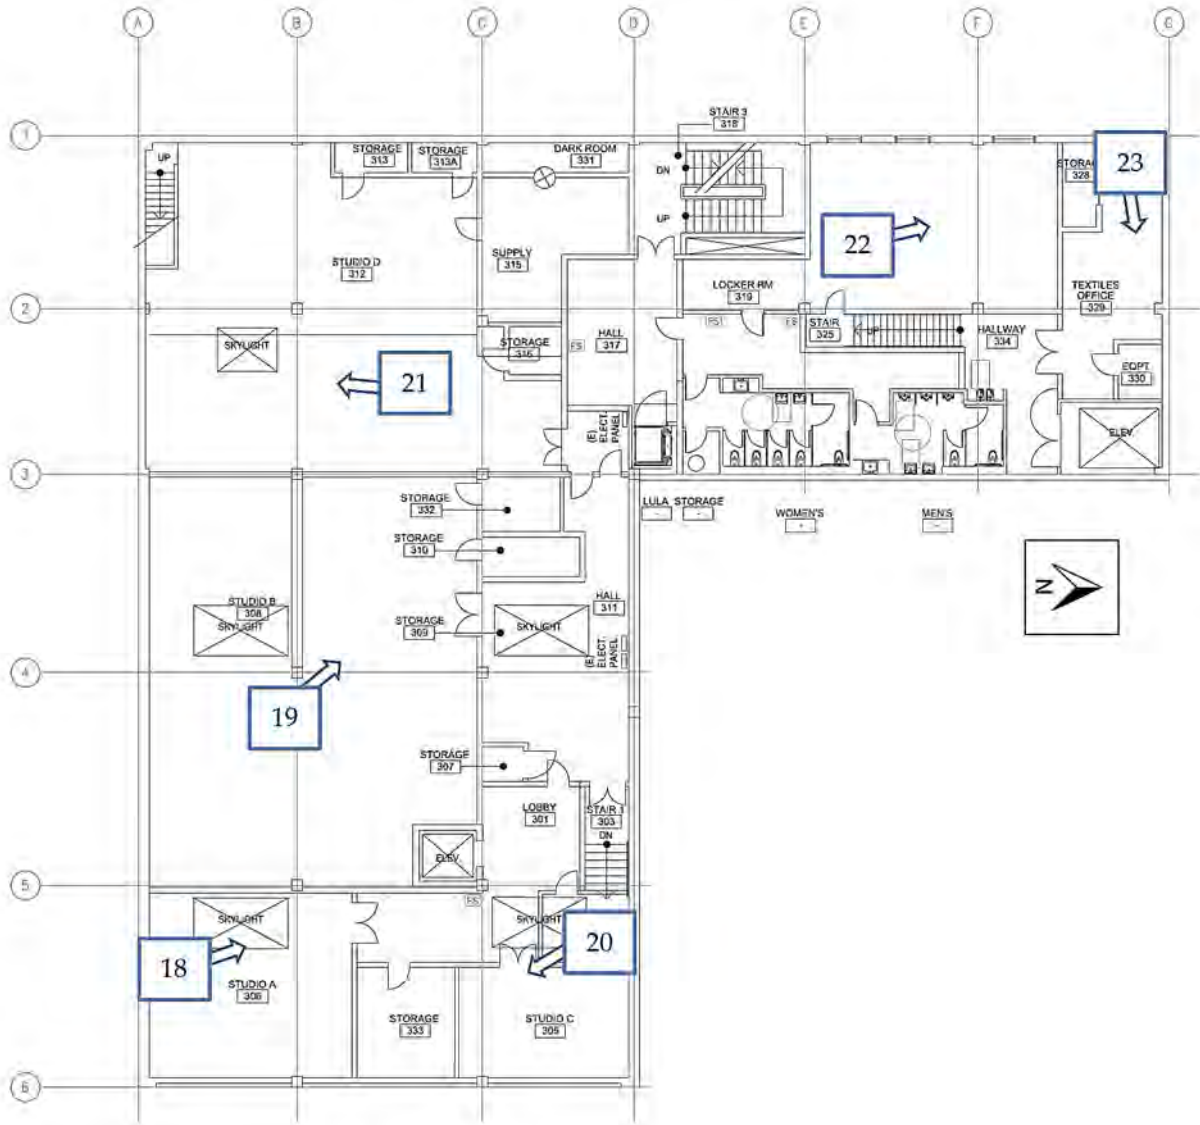 A B C D E F G
1
STAIR 3
318
UP
STORAGE
313
STORAGE
313A
DARK ROOM
331
DN
UP
STORAG
328
23
22
STUDIO D
312
SUPPLY
315
LOCKER RM
319
TEXTILES
OFFICE
329
2
SKYLIGHT
STORAGE
316
FS
HALL
317
FS
FS
STAIR
325
UP
HALLWAY
334
EQPT.
330
21
(E)
ELECT.
PANEL
ELEV.
3
STORAGE
332
LULA
-
STORAGE
-
WOMEN'S
MEN'S
STORAGE
310
N
STUDIO B
308
SKYLIGHT
STORAGE
309
SKYLIGHT
HALL
311
(E)
ELECT.
PANEL
4
19
STORAGE
307
LOBBY
301
STAIR 1
303
DN
ELEV.
5
SKYLIGHT
FS
SKYLIGHT
20
18
STUDIO A
306
STORAGE
333
STUDIO C
305
6